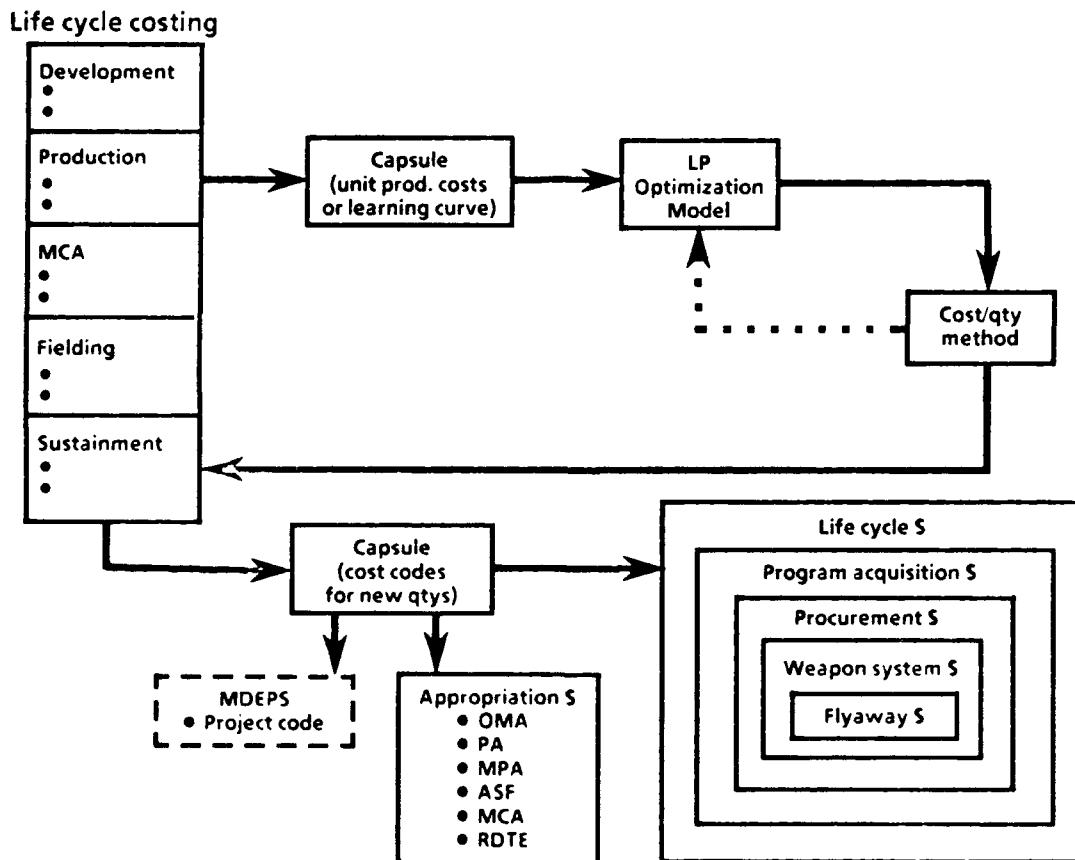 Life cycle costing
Development
•
•
Production
•
•
MCA
•
•
Fielding
•
•
Sustainment
•
•
Capsule
(unit prod. costs
or learning curve)
LP
Optimization
Model
Cost/qty
method
Capsule
(cost codes
for new qtys)
MDEPS
• Project code
Appropriation $
• OMA
• PA
• MPA
• ASF
• MCA
• RDTE
Life cycle $
Program acquisition $
Procurement $
Weapon system $
Flyaway $